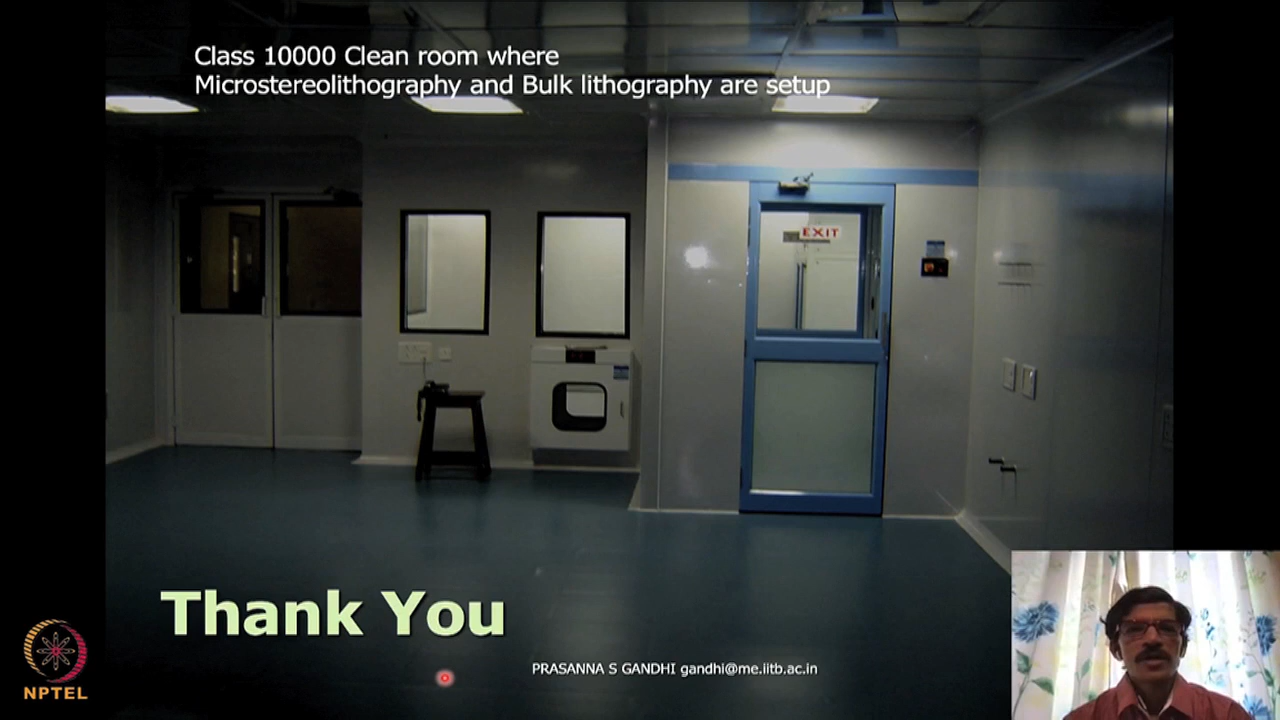 Class 10000 Clean room where
Microstereolithography and Bulk lithography are setup
EXIT
Thank You
PRASANNA S GANDHI gandhi@me.iitb.ac.in
NPTEL